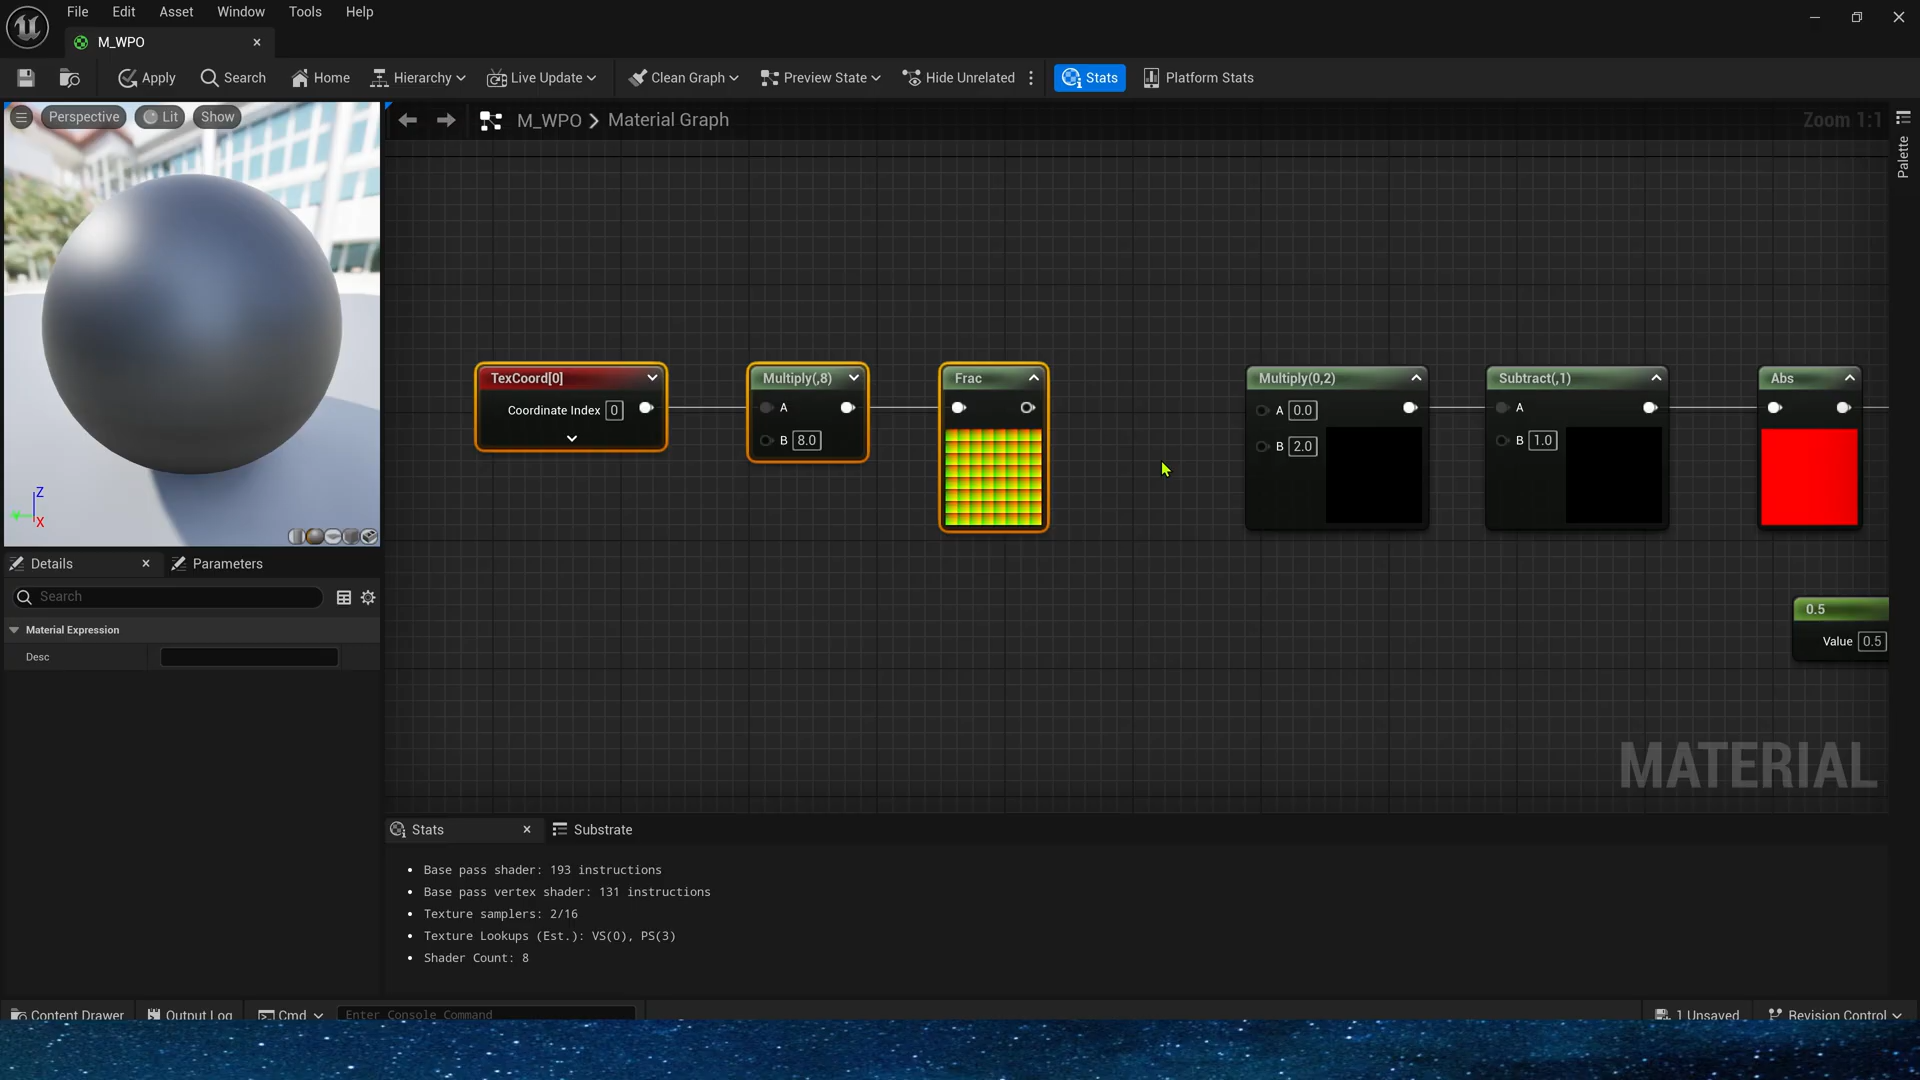 File Edit Asset Window Tools Help
M_WPO
Apply Search Home Hierarchy Live Update Clean Graph Preview State Hide Unrelated Stats Platform Stats
Perspective Lit Show
M_WPO > Material Graph
Zoom 1:1
Palette
TexCoord[0]
Coordinate Index 0
Multiply(,8)
A
B 8.0
Frac
Multiply(0,2)
A 0.0
B 2.0
Subtract(,1)
A
B 1.0
Abs
0.5
Value 0.5
MATERIAL
Z
Y
X
Details Parameters
Search
Material Expression
Desc
Stats Substrate
• Base pass shader: 193 instructions
• Base pass vertex shader: 131 instructions
• Texture samplers: 2/16
• Texture Lookups (Est.): VS(0), PS(3)
• Shader Count: 8
Content Drawer Output Log Cmd Enter Console Command 1 Unsaved Revision Control